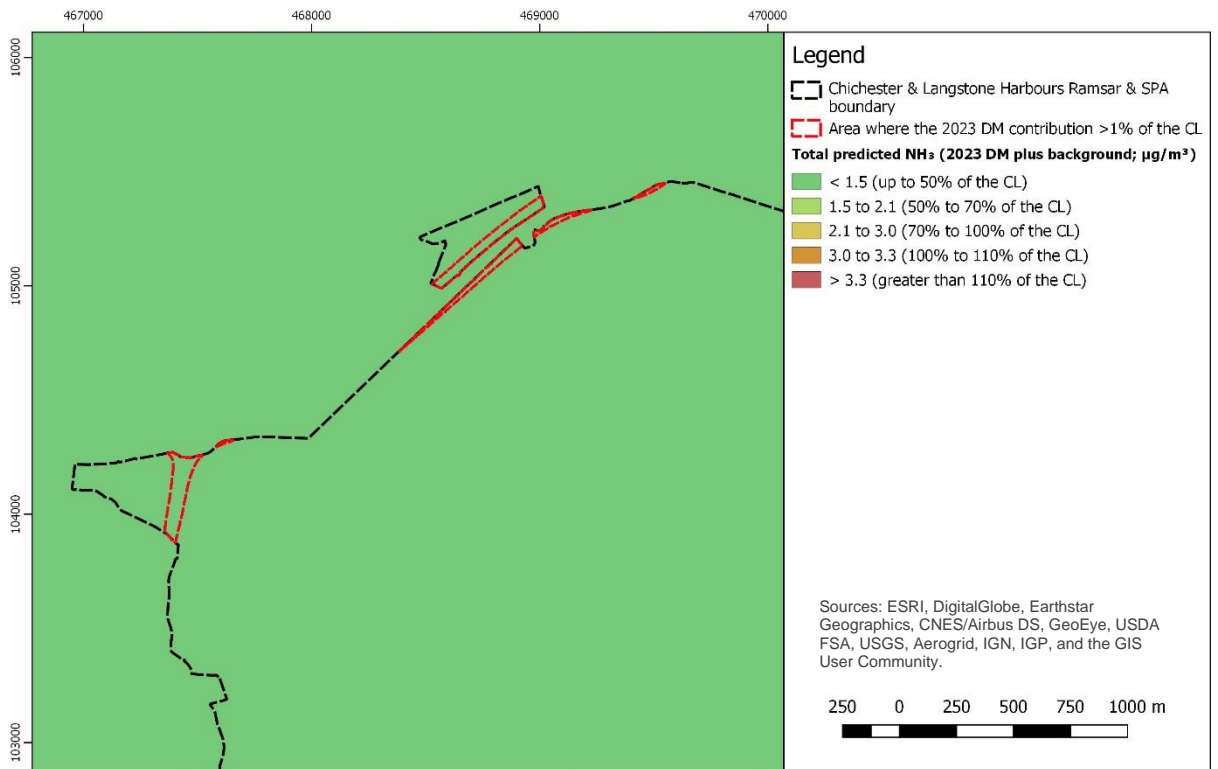 467000 468000 469000 470000
106000
105000
104000
103000
Legend
Chichester & Langstone Harbours Ramsar & SPA
boundary
Area where the 2023 DM contribution >1% of the CL
Total predicted NH₃ (2023 DM plus background; µg/m³)
< 1.5 (up to 50% of the CL)
1.5 to 2.1 (50% to 70% of the CL)
2.1 to 3.0 (70% to 100% of the CL)
3.0 to 3.3 (100% to 110% of the CL)
> 3.3 (greater than 110% of the CL)
Sources: ESRI, DigitalGlobe, Earthstar
Geographics, CNES/Airbus DS, GeoEye, USDA
FSA, USGS, Aerogrid, IGN, IGP, and the GIS
User Community.
250 0 250 500 750 1000 m